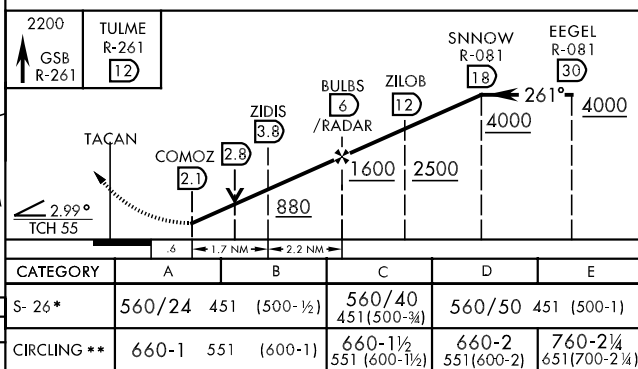 2200
GSB
R-261
TULME
R-261
12
SNNOW
R-081
18
EEGEL
R-081
30
BULBS
6
/RADAR
ZILOB
12
261°
4000
4000
ZIDIS
3.8
TACAN
COMOZ
2.1
2.8
1600
2500
880
2.99°
TCH 55
.6
1.7 NM
2.2 NM
CATEGORY A B C D E
S-26* 560/24 451 (500-½) 560/40 451(500-¾) 560/50 451 (500-1)
CIRCLING ** 660-1 551 (600-1) 660-1½ 551 (600-1½) 660-2 551(600-2) 760-2¼ 651(700-2¼)